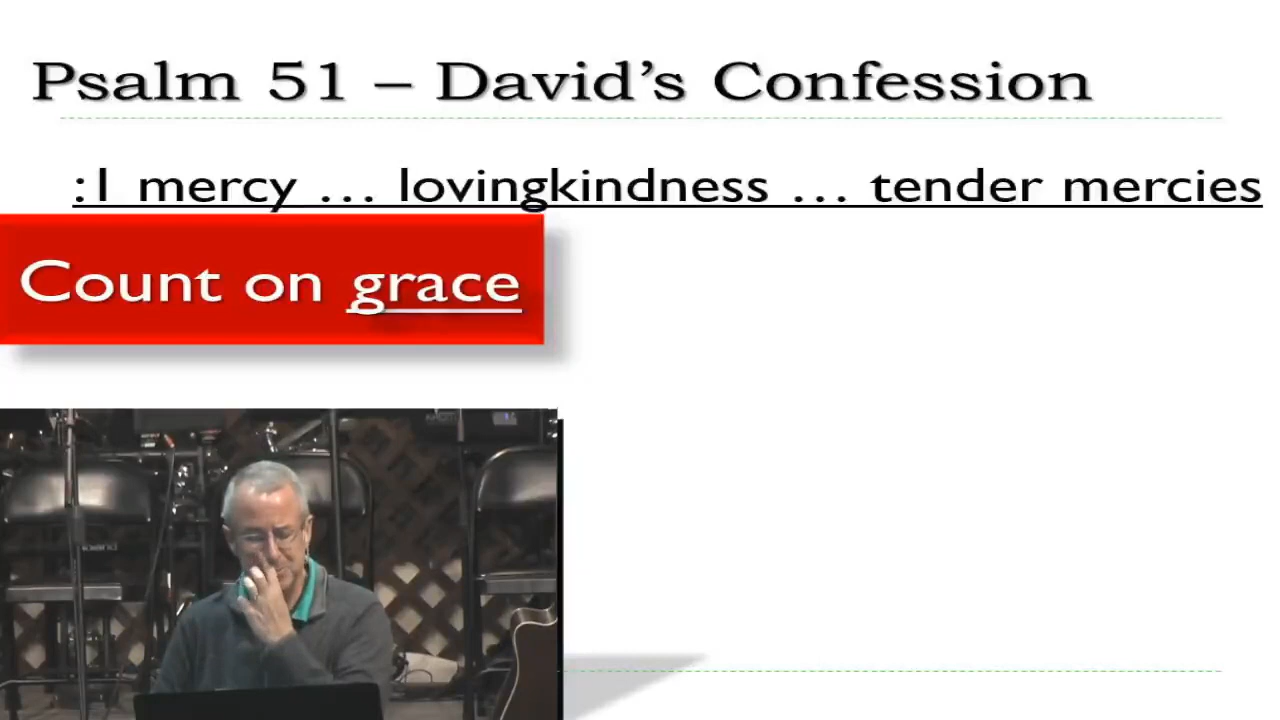 Psalm 51 – David’s Confession
:1 mercy … lovingkindness … tender mercies
Count on grace